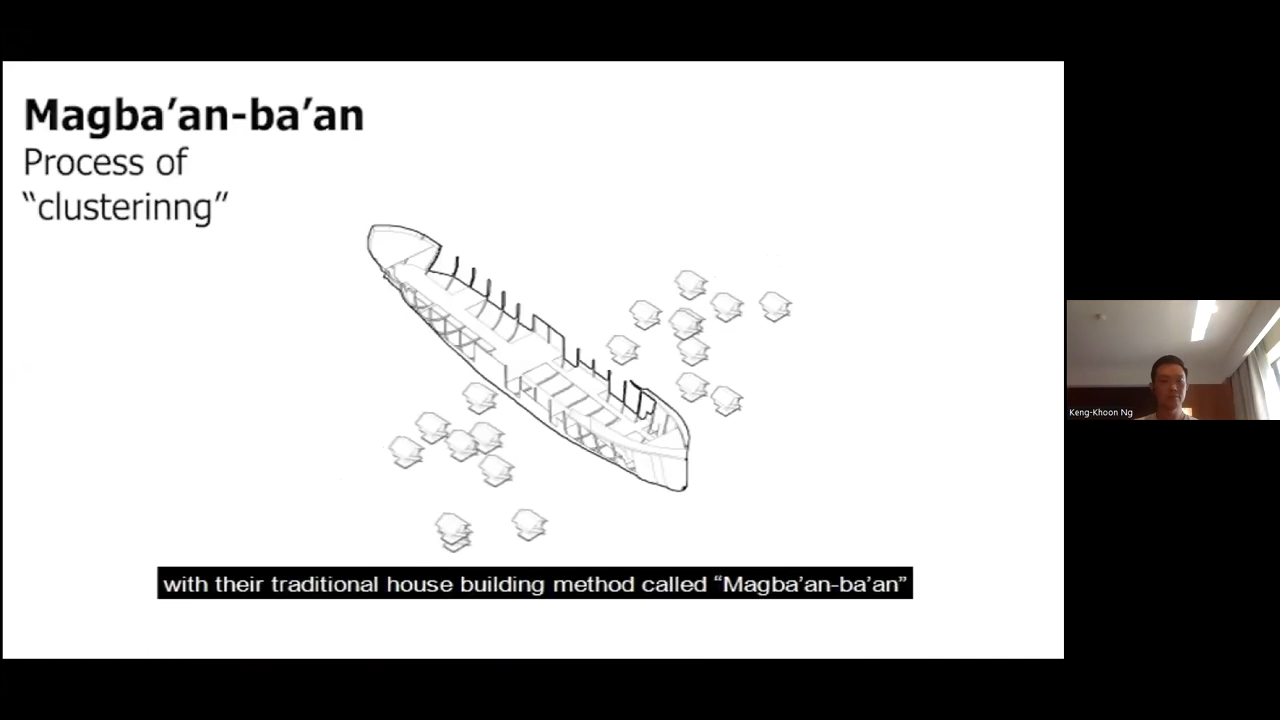 Magba’an-ba’an
Process of
“clusterinng”
with their traditional house building method called “Magba’an-ba’an”
Keng-Khoon Ng